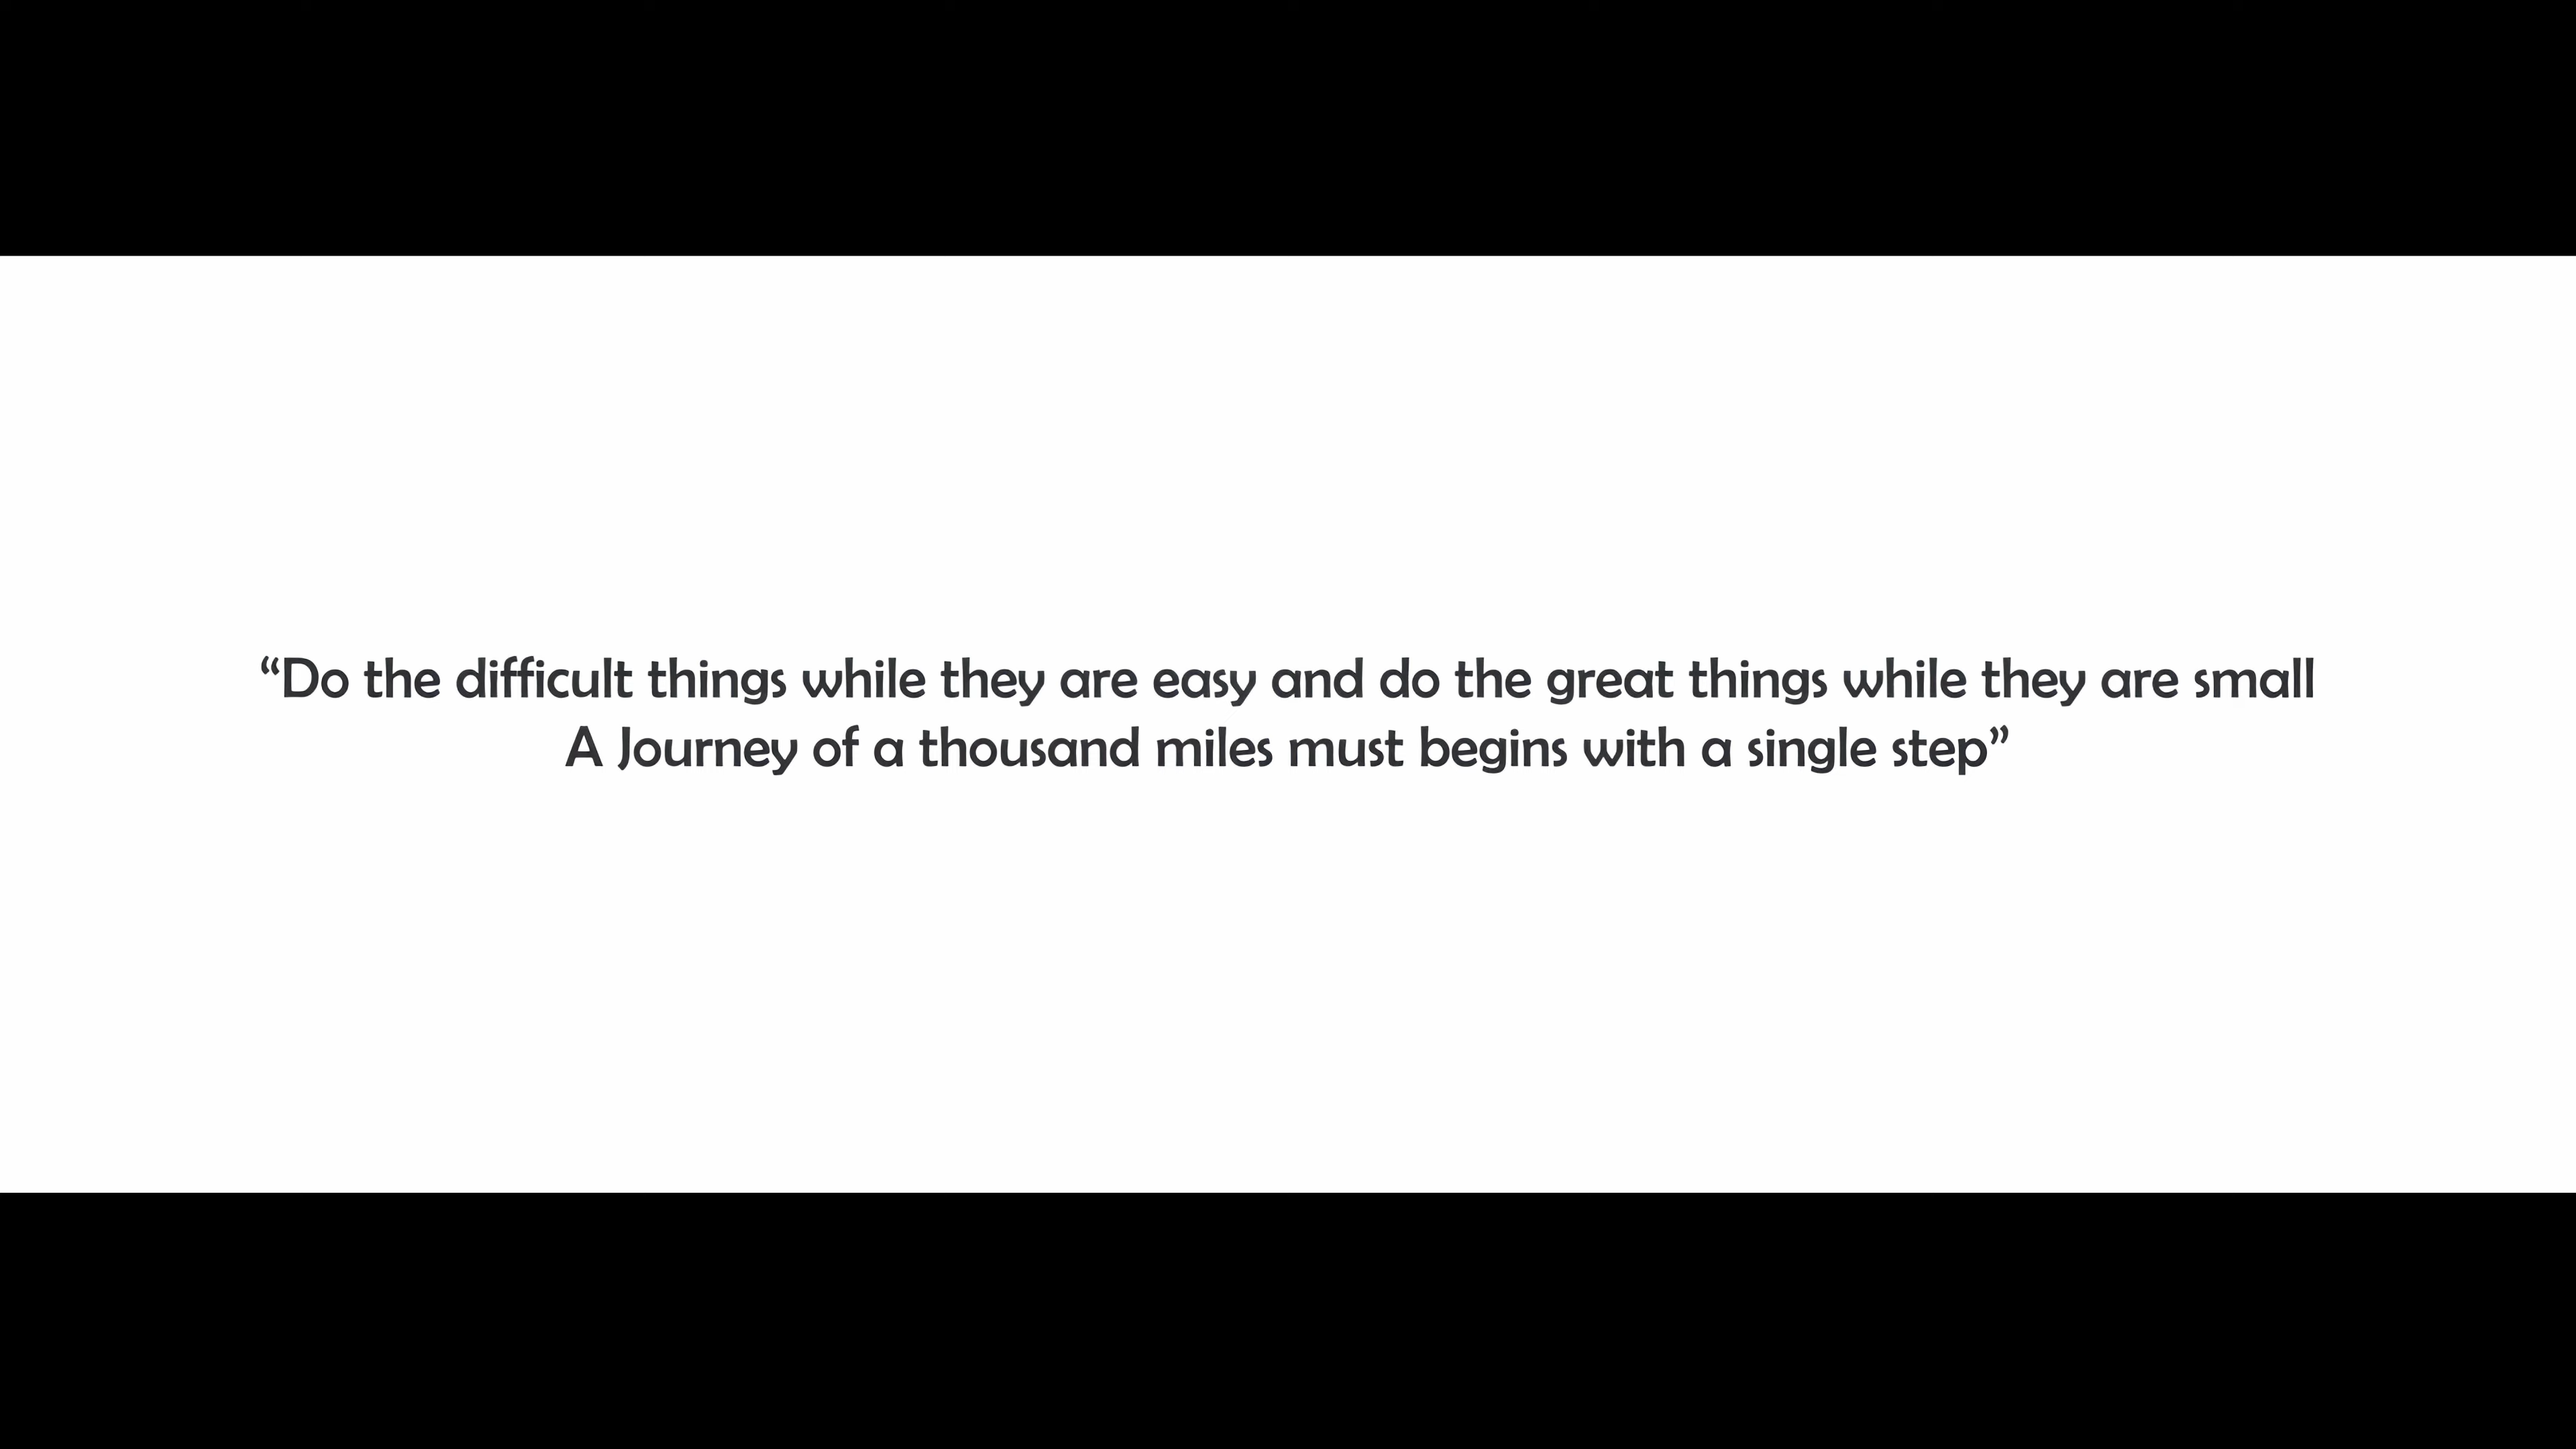 “Do the difficult things while they are easy and do the great things while they are small
A Journey of a thousand miles must begins with a single step”